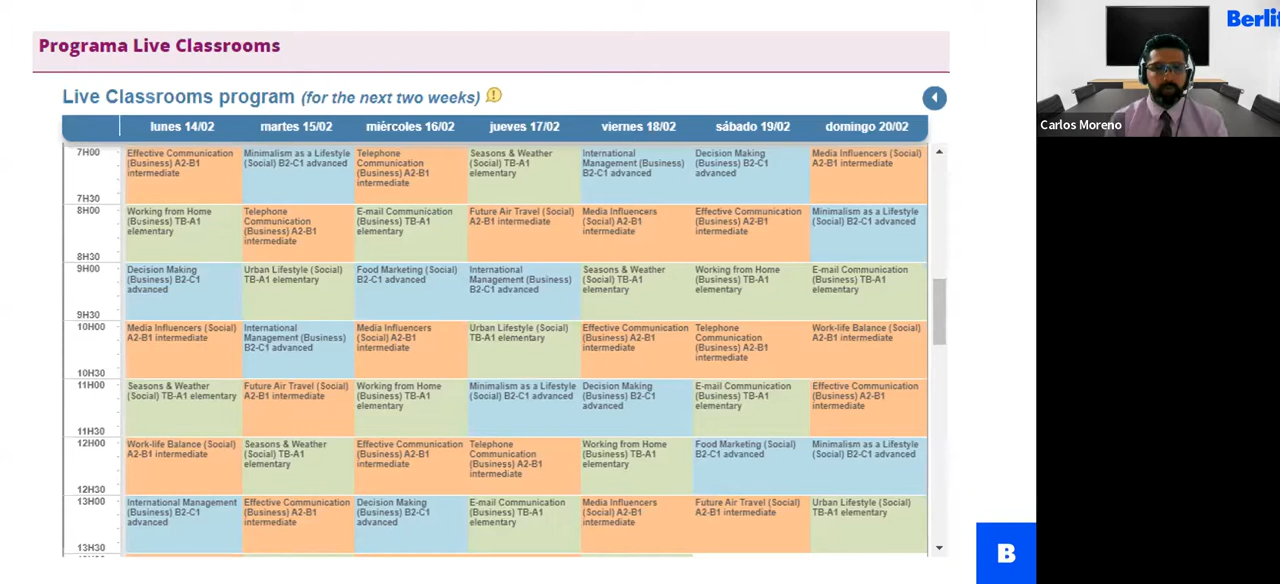 Programa Live Classrooms
Live Classrooms program (for the next two weeks)
lunes 14/02 martes 15/02 miércoles 16/02 jueves 17/02 viernes 18/02 sábado 19/02 domingo 20/02
7H00
Effective Communication
(Business) A2-B1
intermediate
Minimalism as a Lifestyle
(Social) B2-C1 advanced
Telephone
Communication
(Business) A2-B1
intermediate
Seasons & Weather
(Social) TB-A1
elementary
International
Management (Business)
B2-C1 advanced
Decision Making
(Business) B2-C1
advanced
Media Influencers (Social)
A2-B1 intermediate
7H30
8H00
Working from Home
(Business) TB-A1
elementary
Telephone
Communication
(Business) A2-B1
intermediate
E-mail Communication
(Business) TB-A1
elementary
Future Air Travel (Social)
A2-B1 intermediate
Media Influencers
(Social) A2-B1
intermediate
Effective Communication
(Business) A2-B1
intermediate
Minimalism as a Lifestyle
(Social) B2-C1 advanced
8H30
9H00
Decision Making
(Business) B2-C1
advanced
Urban Lifestyle (Social)
TB-A1 elementary
Food Marketing (Social)
B2-C1 advanced
International
Management (Business)
B2-C1 advanced
Seasons & Weather
(Social) TB-A1
elementary
Working from Home
(Business) TB-A1
elementary
E-mail Communication
(Business) TB-A1
elementary
9H30
10H00
Media Influencers (Social)
A2-B1 intermediate
International
Management (Business)
B2-C1 advanced
Media Influencers
(Social) A2-B1
intermediate
Urban Lifestyle (Social)
TB-A1 elementary
Effective Communication
(Business) A2-B1
intermediate
Telephone
Communication
(Business) A2-B1
intermediate
Work-life Balance (Social)
A2-B1 intermediate
10H30
11H00
Seasons & Weather
(Social) TB-A1 elementary
Future Air Travel (Social)
A2-B1 intermediate
Working from Home
(Business) TB-A1
elementary
Minimalism as a Lifestyle
(Social) B2-C1 advanced
Decision Making
(Business) B2-C1
advanced
E-mail Communication
(Business) TB-A1
elementary
Effective Communication
(Business) A2-B1
intermediate
11H30
12H00
Work-life Balance (Social)
A2-B1 intermediate
Seasons & Weather
(Social) TB-A1
elementary
Effective Communication
(Business) A2-B1
intermediate
Telephone
Communication
(Business) A2-B1
intermediate
Working from Home
(Business) TB-A1
elementary
Food Marketing (Social)
B2-C1 advanced
Minimalism as a Lifestyle
(Social) B2-C1 advanced
12H30
13H00
International Management
(Business) B2-C1
advanced
Effective Communication
(Business) A2-B1
intermediate
Decision Making
(Business) B2-C1
advanced
E-mail Communication
(Business) TB-A1
elementary
Media Influencers
(Social) A2-B1
intermediate
Future Air Travel (Social)
A2-B1 intermediate
Urban Lifestyle (Social)
TB-A1 elementary
13H30
B
Carlos Moreno